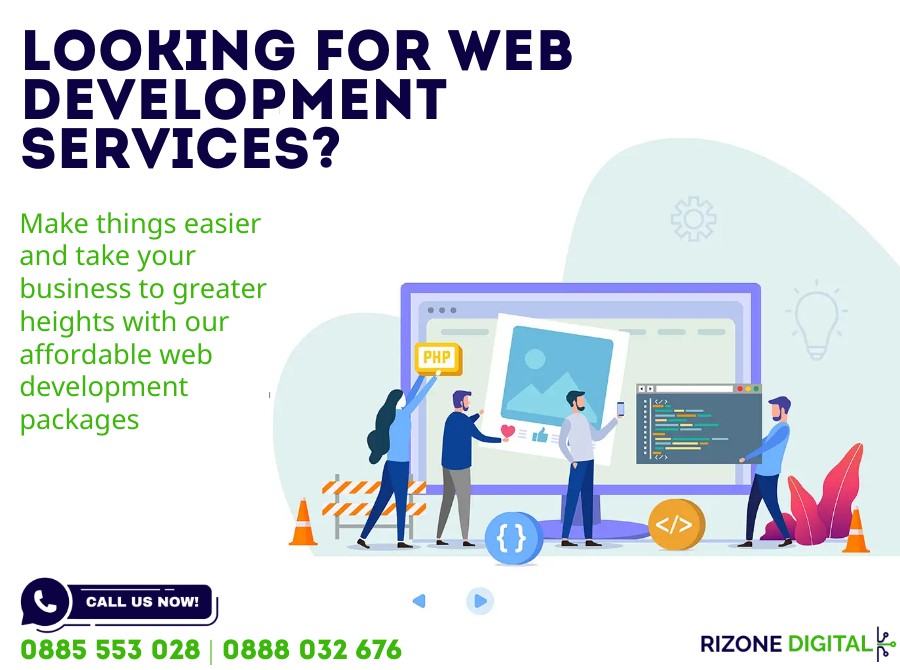 LOOKING FOR WEB
DEVELOPMENT
SERVICES?
Make things easier
and take your
business to greater
heights with our
affordable web
development
packages
PHP
</>
</>
{}
</>
CALL US NOW!
0885 553 028 | 0888 032 676
RIZONE DIGITAL